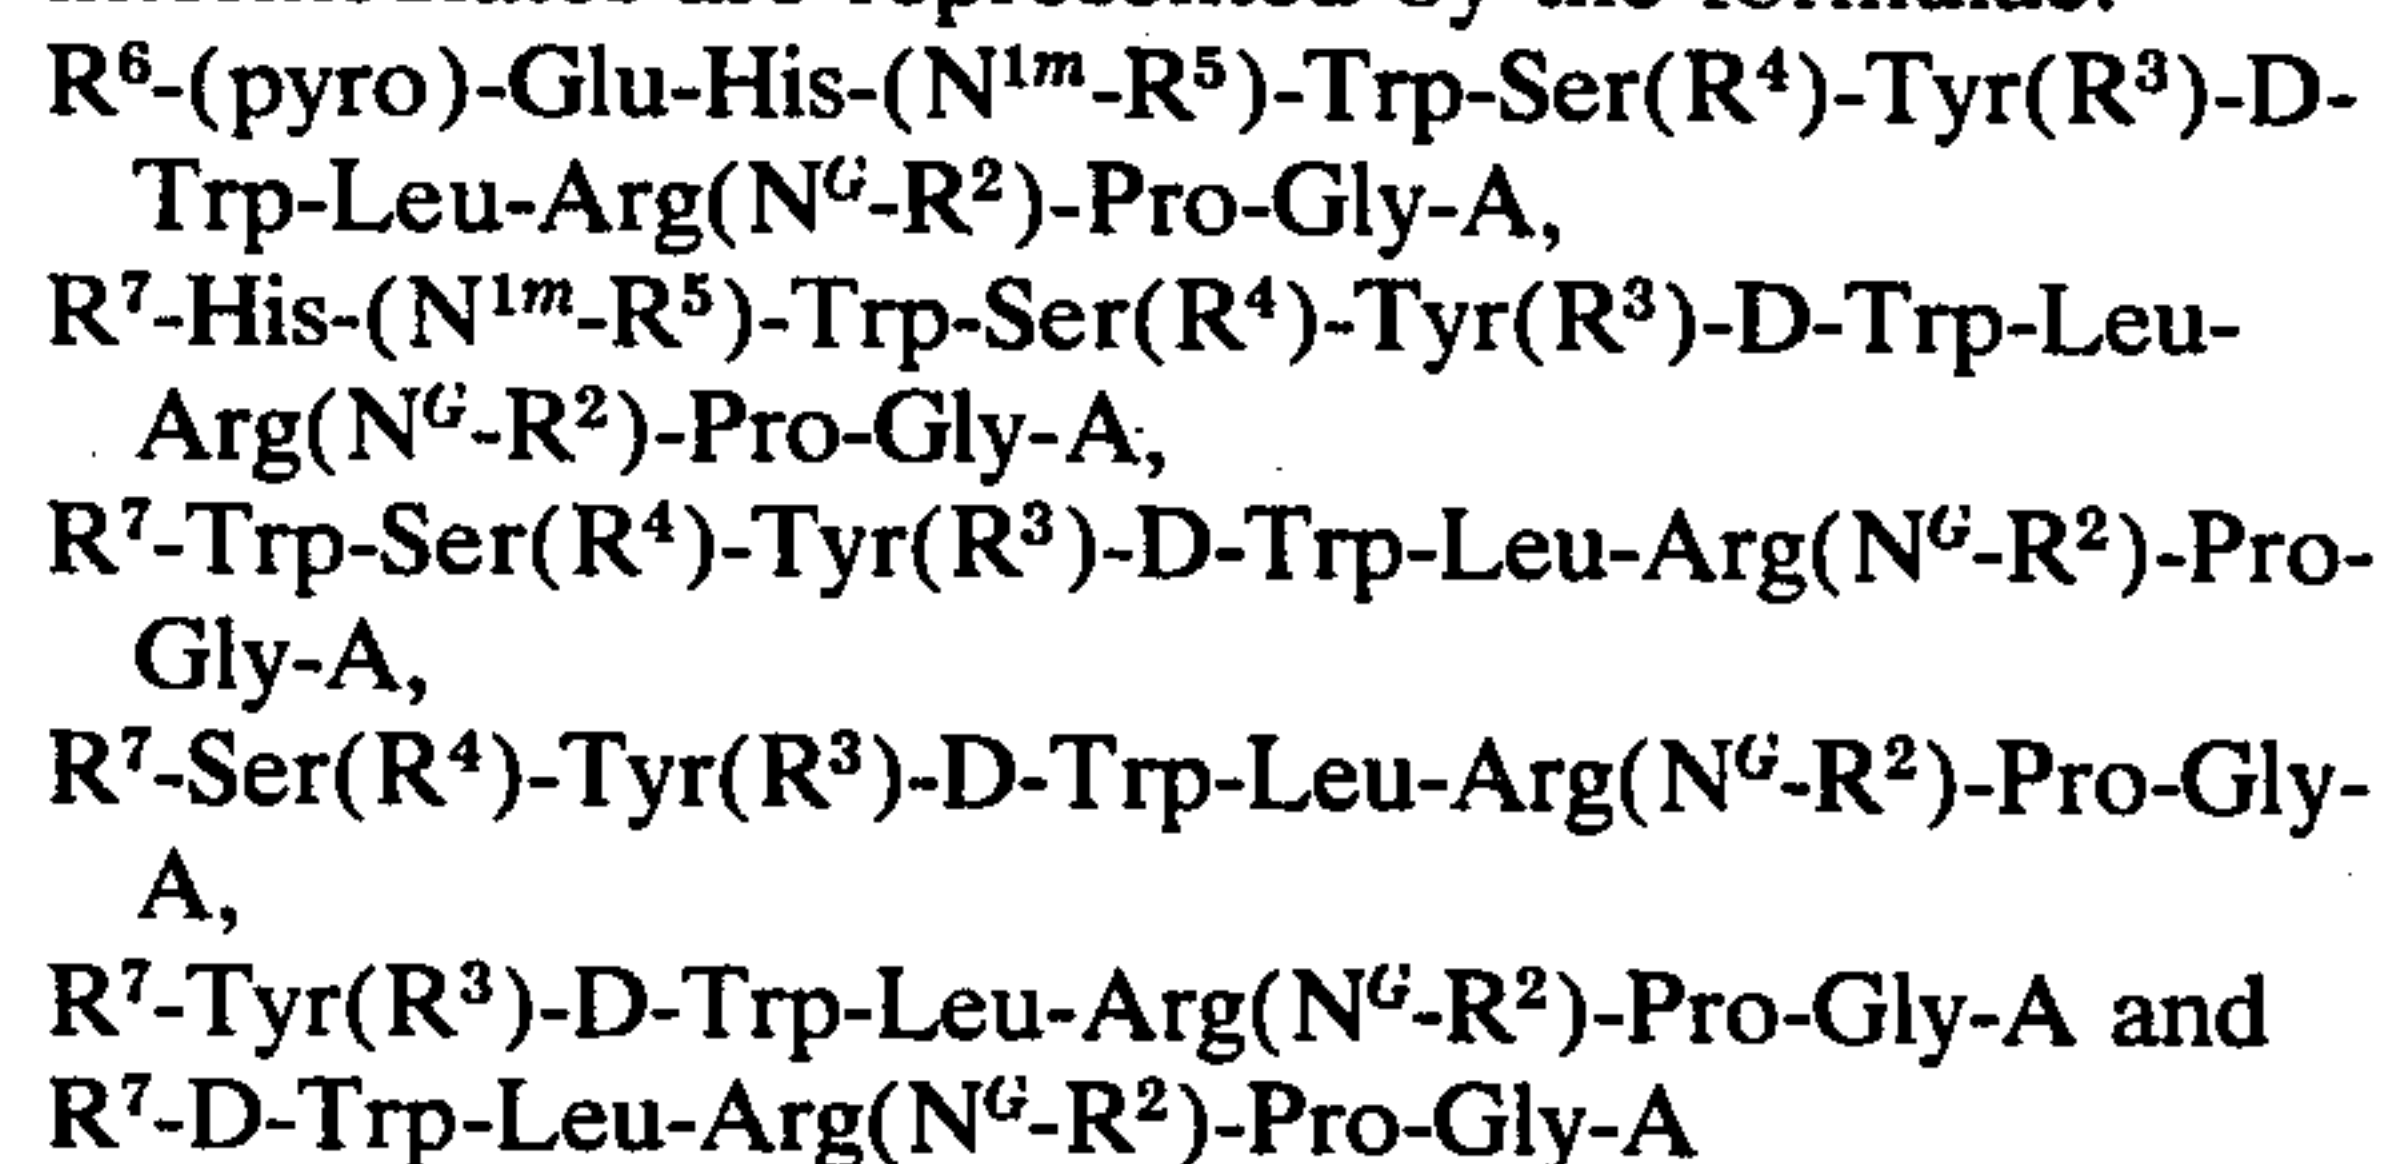 R⁶-(pyro)-Glu-His-(N¹ᵐ-R⁵)-Trp-Ser(R⁴)-Tyr(R³)-D-
Trp-Leu-Arg(Nᴳ-R²)-Pro-Gly-A,
R⁷-His-(N¹ᵐ-R⁵)-Trp-Ser(R⁴)-Tyr(R³)-D-Trp-Leu-
Arg(Nᴳ-R²)-Pro-Gly-A,
R⁷-Trp-Ser(R⁴)-Tyr(R³)-D-Trp-Leu-Arg(Nᴳ-R²)-Pro-
Gly-A,
R⁷-Ser(R⁴)-Tyr(R³)-D-Trp-Leu-Arg(Nᴳ-R²)-Pro-Gly-
A,
R⁷-Tyr(R³)-D-Trp-Leu-Arg(Nᴳ-R²)-Pro-Gly-A and
R⁷-D-Trp-Leu-Arg(Nᴳ-R²)-Pro-Gly-A